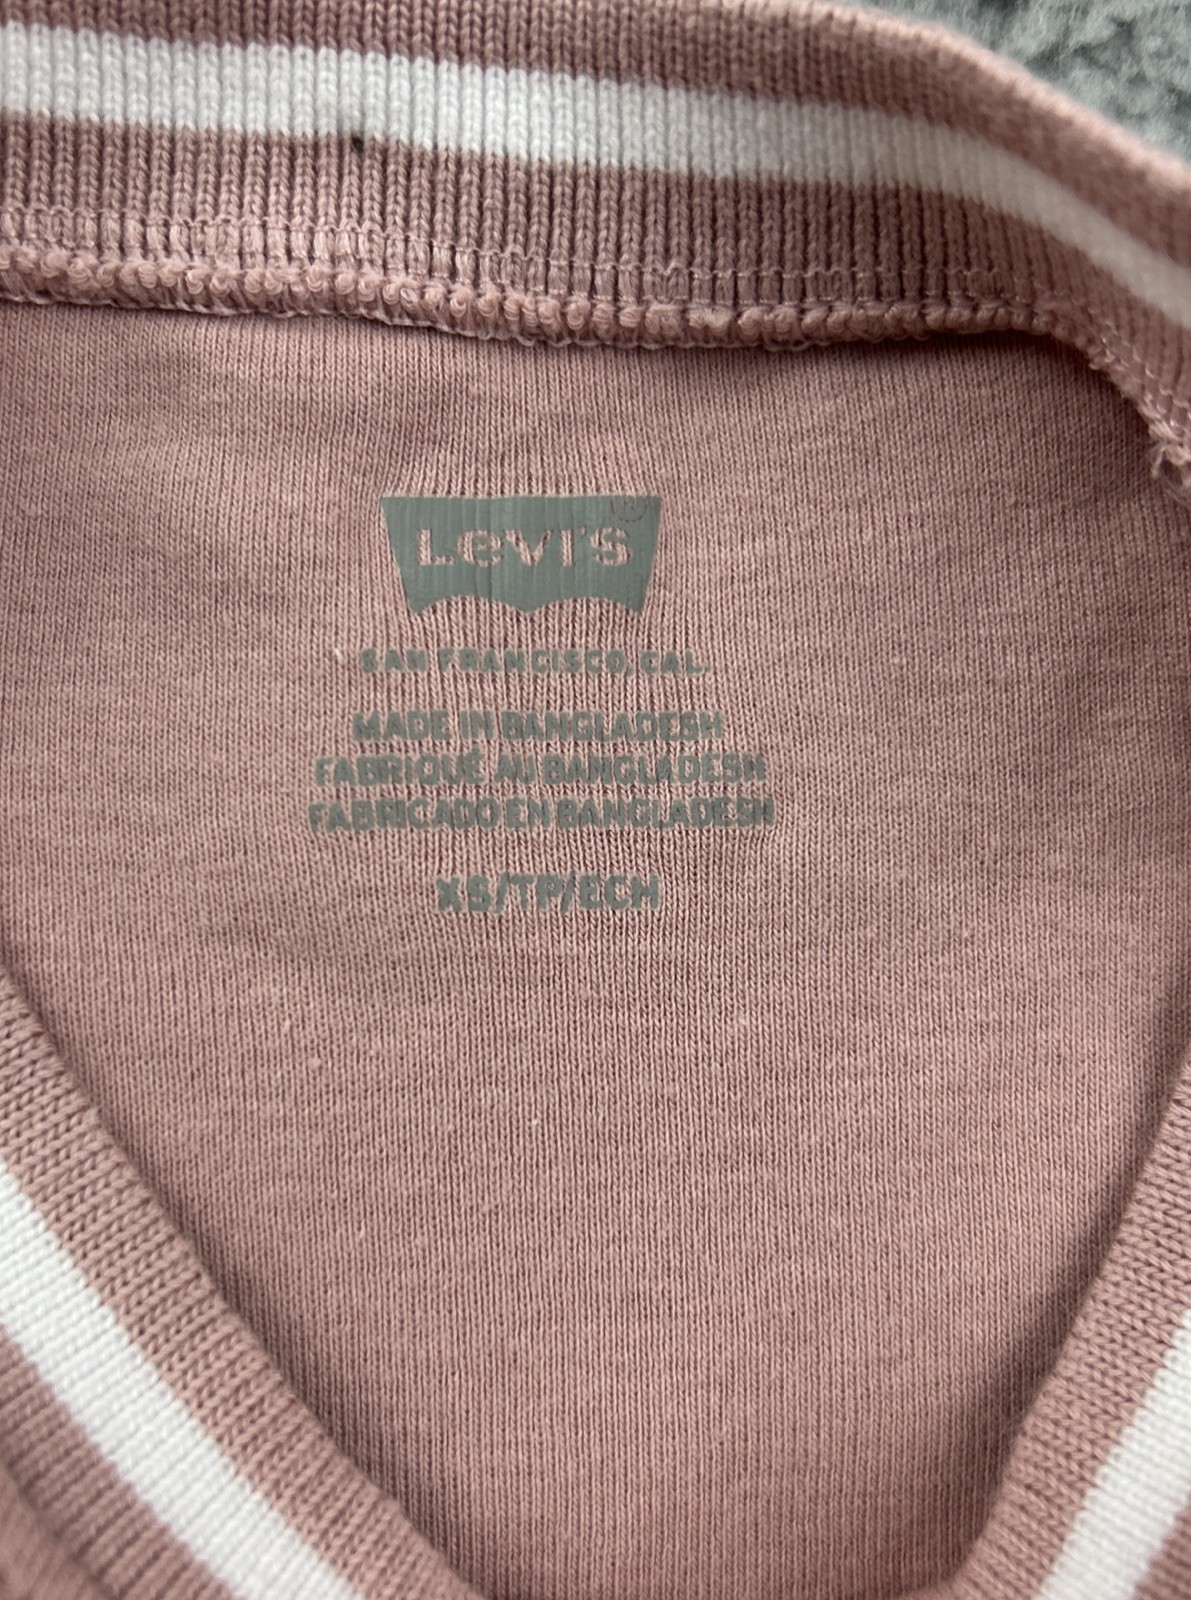 Levi's®
SAN FRANCISCO, CAL.
MADE IN BANGLADESH
FABRIQUÉ AU BANGLADESH
FABRICADO EN BANGLADESH
XS/TP/ECH